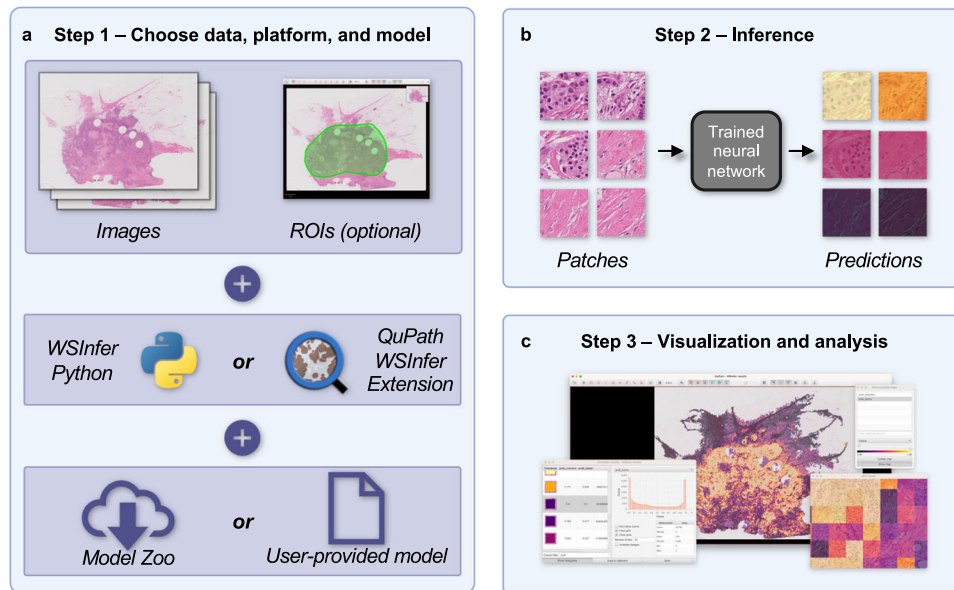 a Step 1 – Choose data, platform, and model
Images
ROIs (optional)
WSInfer
Python
or
QuPath
WSInfer
Extension
Model Zoo
or
User-provided model
b Step 2 – Inference
Trained
neural
network
Patches
Predictions
c Step 3 – Visualization and analysis